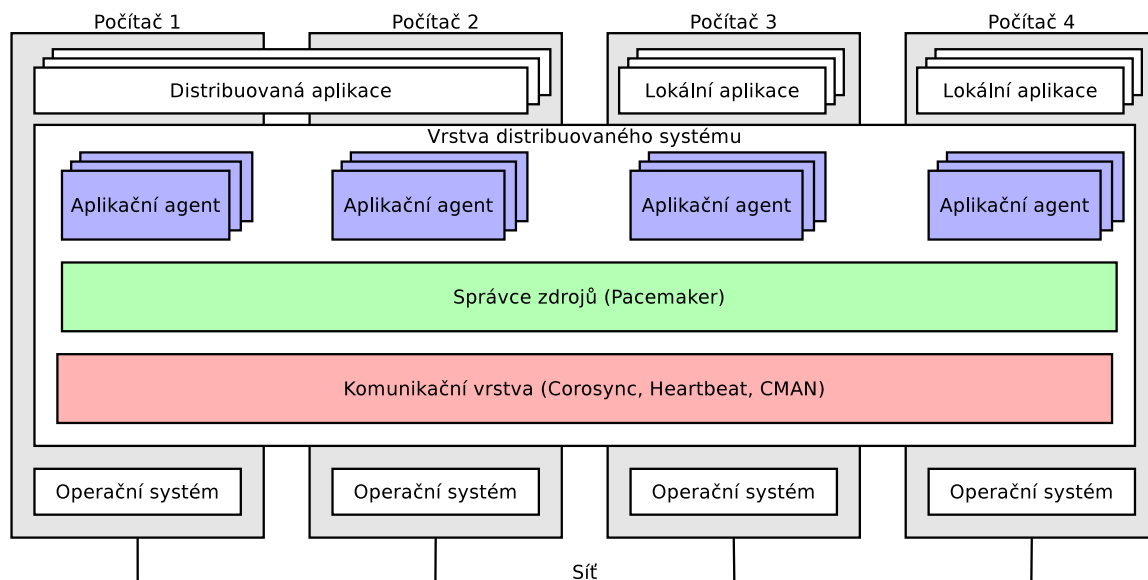 Počítač 1
Počítač 2
Počítač 3
Počítač 4
Distribuovaná aplikace
Lokální aplikace
Lokální aplikace
Vrstva distribuovaného systému
Aplikační agent
Aplikační agent
Aplikační agent
Aplikační agent
Správce zdrojů (Pacemaker)
Komunikační vrstva (Corosync, Heartbeat, CMAN)
Operační systém
Operační systém
Operační systém
Operační systém
Síť